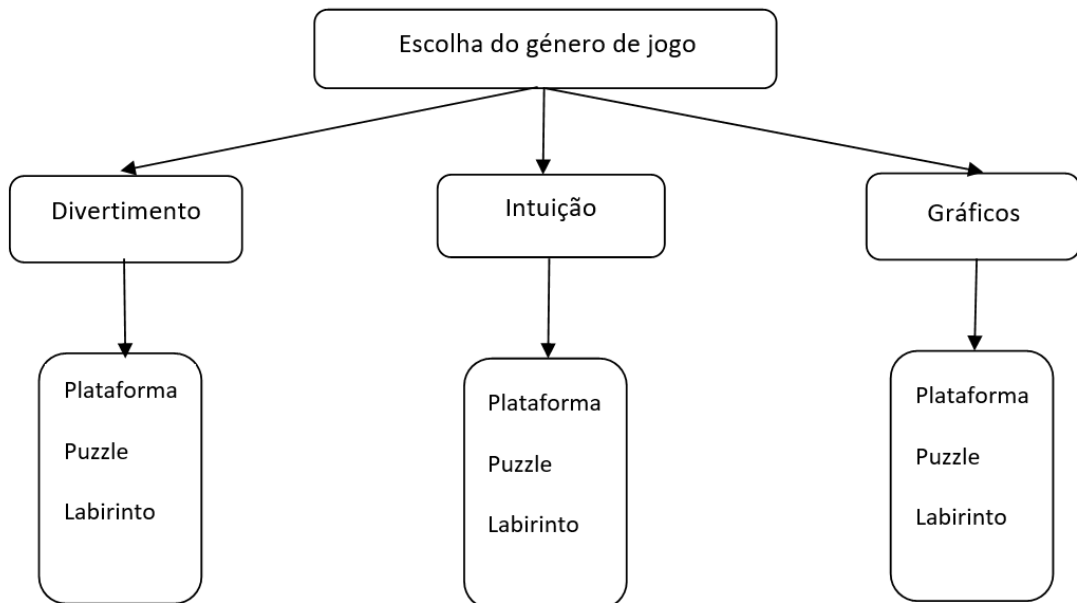 Escolha do género de jogo
Divertimento
Intuição
Gráficos
Plataforma
Puzzle
Labirinto
Plataforma
Puzzle
Labirinto
Plataforma
Puzzle
Labirinto